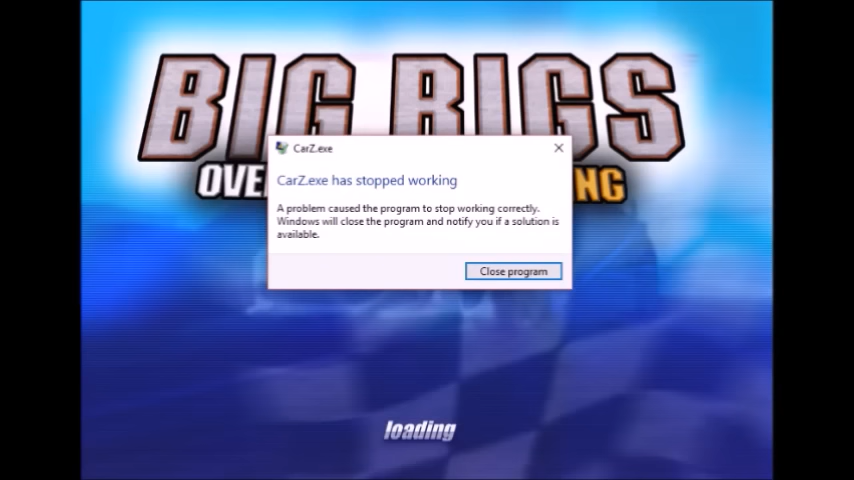 BIG RIGS
OVE NG
CarZ.exe
CarZ.exe has stopped working
A problem caused the program to stop working correctly.
Windows will close the program and notify you if a solution is
available.
Close program
loading